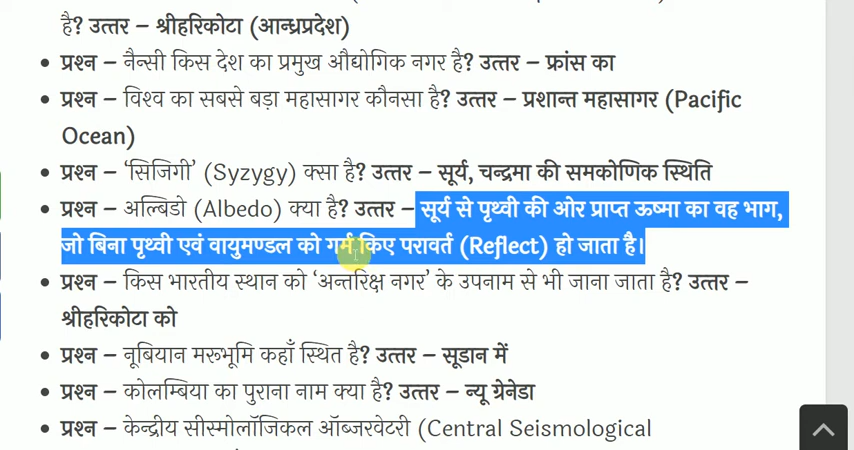 है? उत्तर – श्रीहरिकोटा (आन्ध्रप्रदेश)
प्रश्न – नैन्सी किस देश का प्रमुख औद्योगिक नगर है? उत्तर – फ्रांस का
प्रश्न – विश्व का सबसे बड़ा महासागर कौनसा है? उत्तर – प्रशान्त महासागर (Pacific
Ocean)
प्रश्न – ‘सिजिगी’ (Syzygy) क्सा है? उत्तर – सूर्य, चन्द्रमा की समकोणिक स्थिति
प्रश्न – अल्बिडो (Albedo) क्या है? उत्तर – सूर्य से पृथ्वी की ओर प्राप्त ऊष्मा का वह भाग,
जो बिना पृथ्वी एवं वायुमण्डल को गर्म किए परावर्त (Reflect) हो जाता है।
प्रश्न – किस भारतीय स्थान को ‘अन्तरिक्ष नगर’ के उपनाम से भी जाना जाता है? उत्तर –
श्रीहरिकोटा को
प्रश्न – नूबियान मरूभूमि कहाँ स्थित है? उत्तर – सूडान में
प्रश्न – कोलम्बिया का पुराना नाम क्या है? उत्तर – न्यू ग्रेनेडा
प्रश्न – केन्द्रीय सीस्मोलॉजिकल ऑब्जरवेटरी (Central Seismological